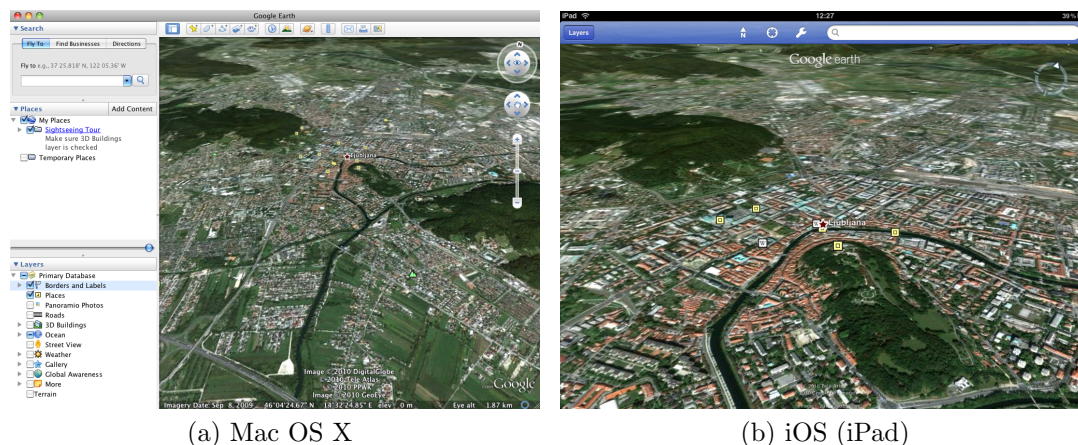 Google Earth
Search
Fly To
Find Businesses
Directions
Fly to e.g., 37 25.818' N, 122 05.36' W
Places
Add Content
My Places
Sightseeing Tour
Make sure 3D Buildings
layer is checked
Temporary Places
Layers
Primary Database
Borders and Labels
Places
Panoramio Photos
Roads
3D Buildings
Ocean
Street View
Weather
Gallery
Global Awareness
More
Terrain
N
Ljubljana
Image © 2010 DigitalGlobe
© 2010 Tele Atlas
© 2010 PPWK
Image © 2010 GeoEye
Google
Imagery Date: Sep 8, 2009 46°04'24.67" N 14°32'24.85" E elev 0 m Eye alt 1.87 km
(a) Mac OS X
iPad
12:27
39%
Layers
N
Google earth
W
Ljubljana
W
(b) iOS (iPad)